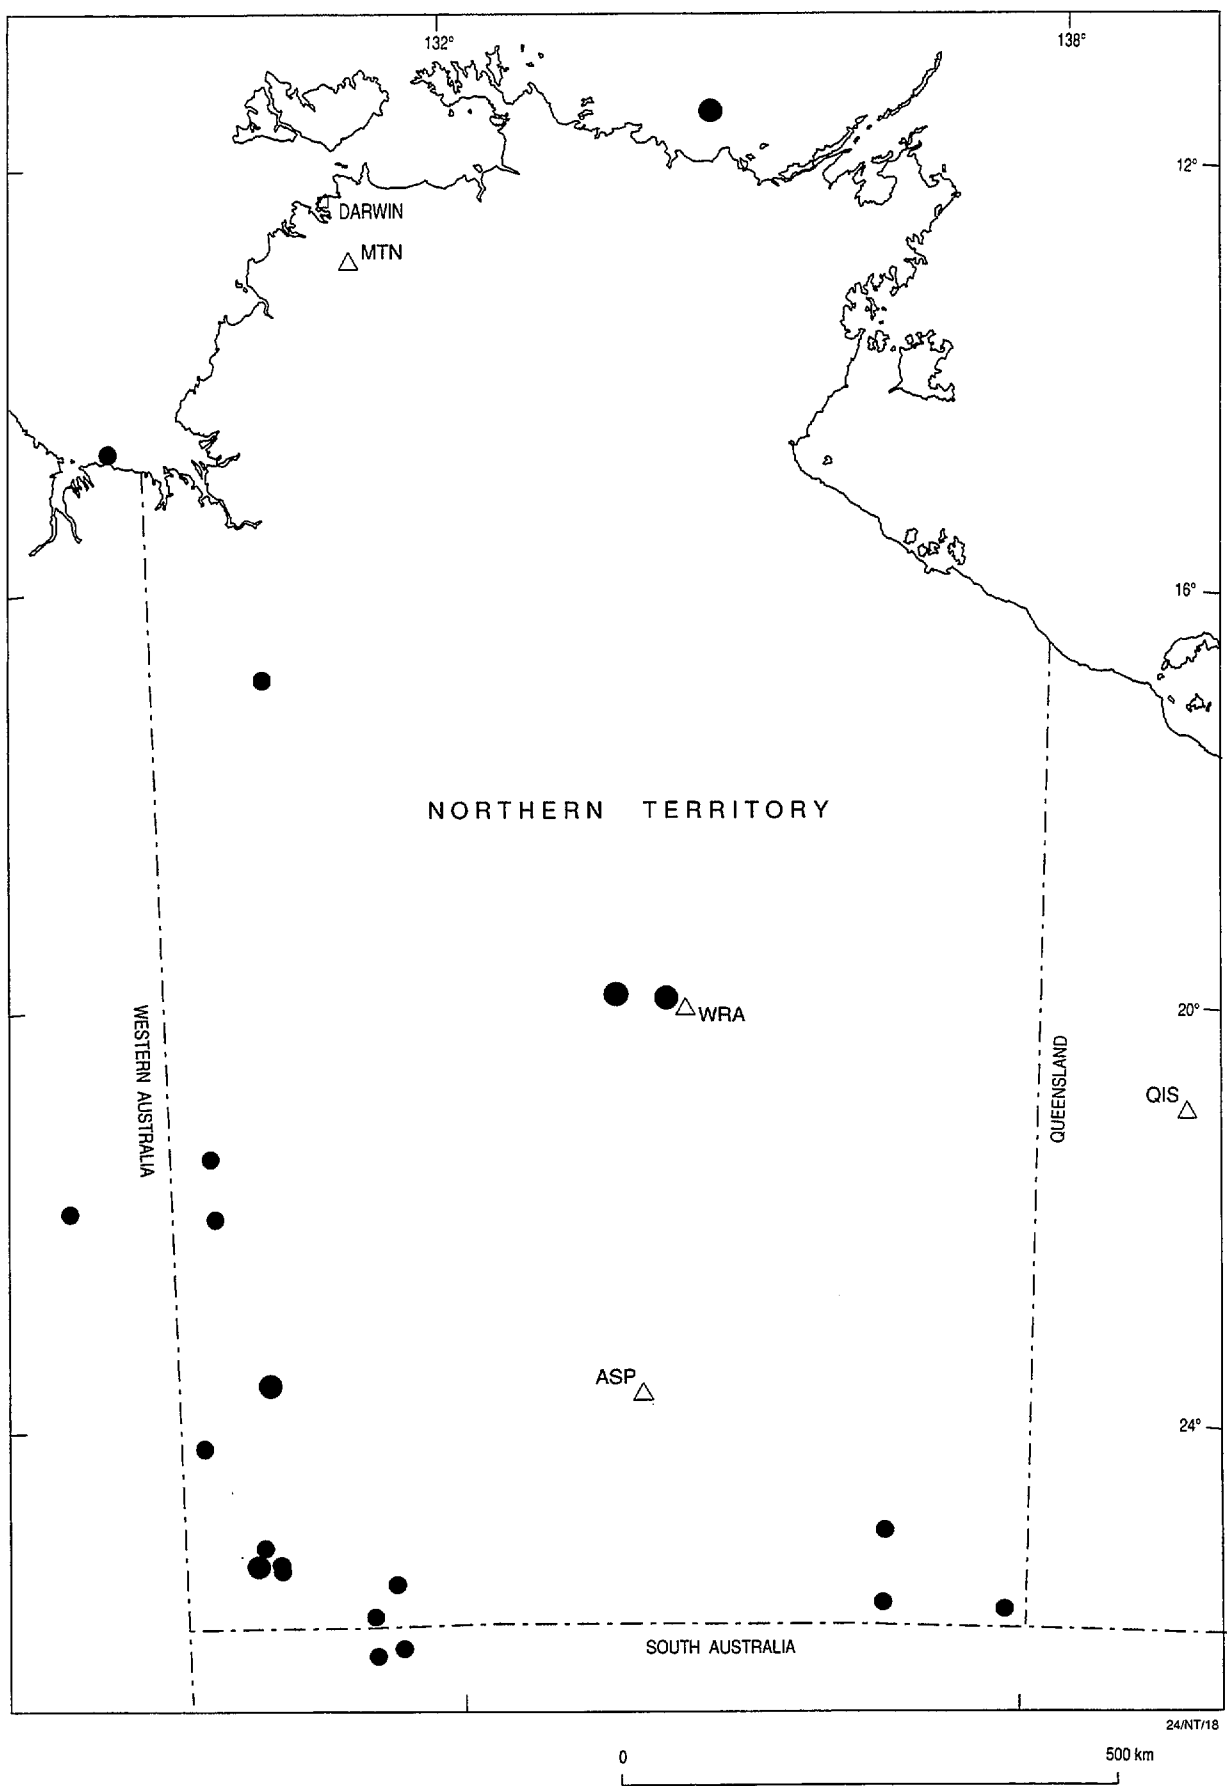 132°
138°
12°
DARWIN
MTN
16°
NORTHERN TERRITORY
WRA
20°
WESTERN AUSTRALIA
QUEENSLAND
QIS
ASP
24°
SOUTH AUSTRALIA
24/NT/18
0
500 km